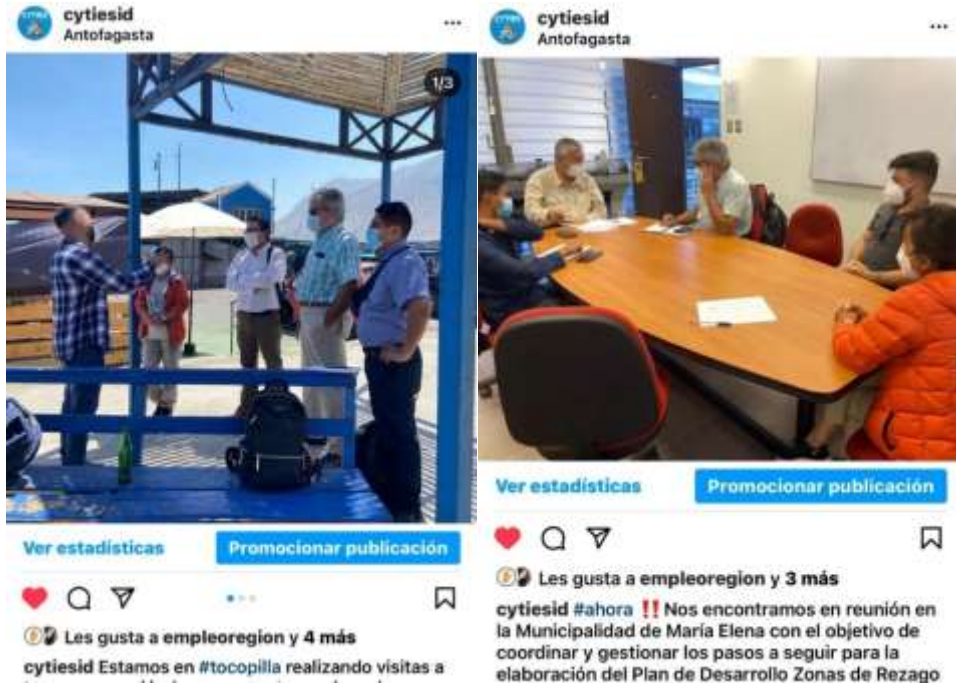 cytiesid
Antofagasta
1/3
Ver estadísticas
Promocionar publicación
Les gusta a empleoregion y 4 más
cytiesid Estamos en #tocopilla realizando visitas a
cytiesid
Antofagasta
Ver estadísticas
Promocionar publicación
Les gusta a empleoregion y 3 más
cytiesid #ahora ‼️ Nos encontramos en reunión en
la Municipalidad de María Elena con el objetivo de
coordinar y gestionar los pasos a seguir para la
elaboración del Plan de Desarrollo Zonas de Rezago